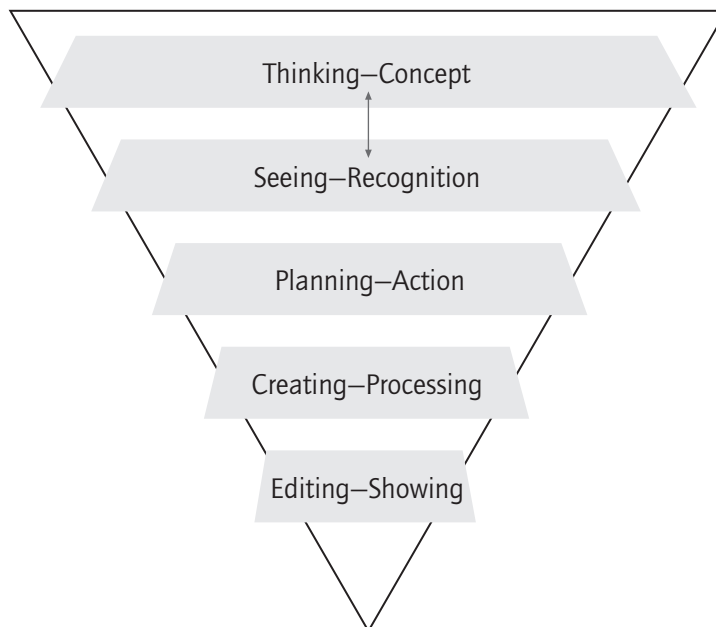 Thinking—Concept
Seeing—Recognition
Planning—Action
Creating—Processing
Editing—Showing